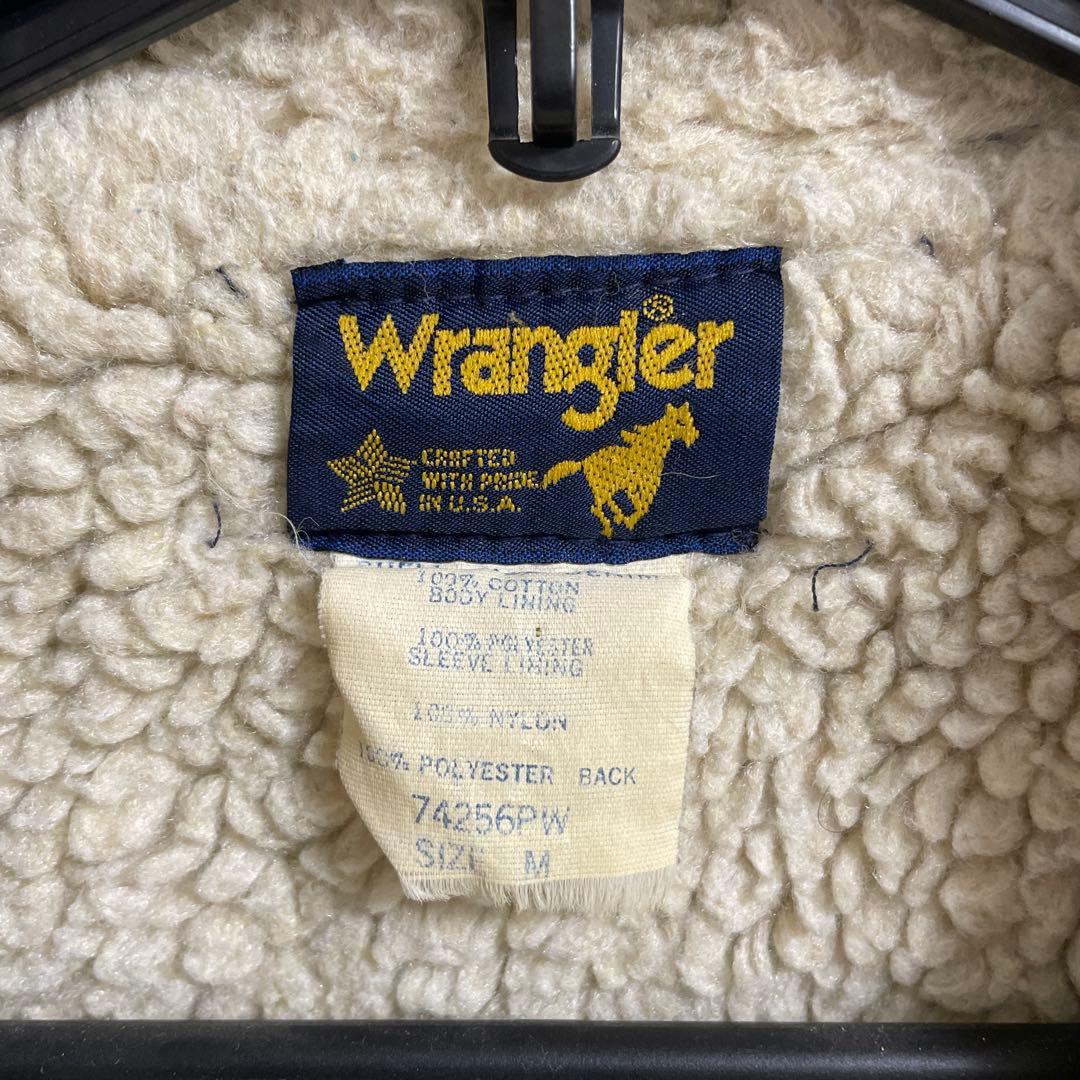 Wrangler®
CRAFTED
WITH PRIDE
IN U.S.A.
100% COTTON
BODY LINING
100% POLYESTER
SLEEVE LINING
100% NYLON
100% POLYESTER BACK
74256PW
SIZE M